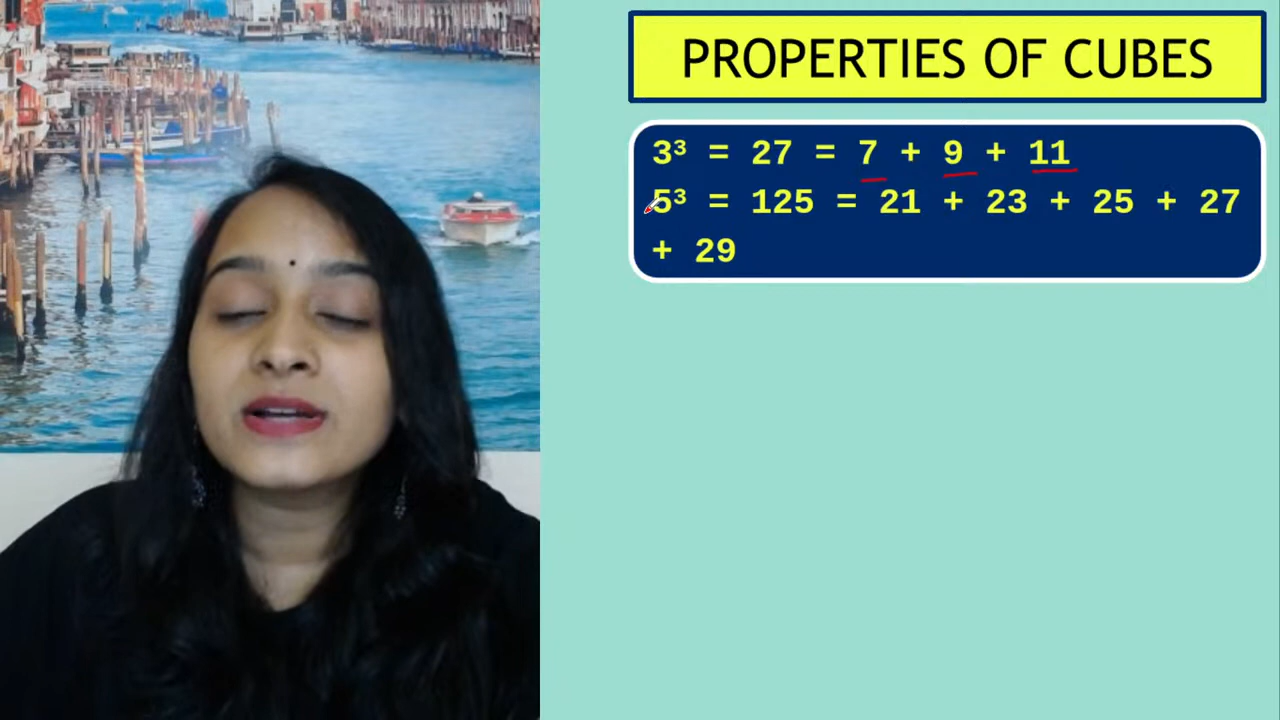 PROPERTIES OF CUBES
3³ = 27 = 7 + 9 + 11
5³ = 125 = 21 + 23 + 25 + 27
+ 29